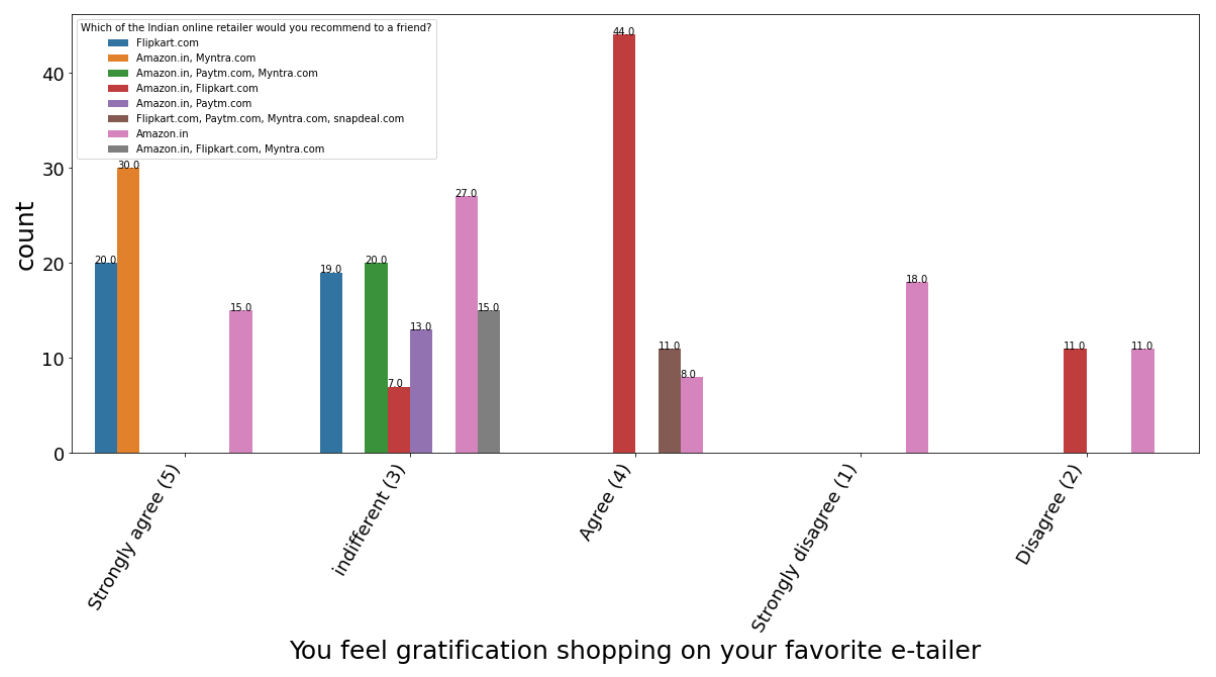 Which of the Indian online retailer would you recommend to a friend?
Flipkart.com
Amazon.in, Myntra.com
Amazon.in, Paytm.com, Myntra.com
Amazon.in, Flipkart.com
Amazon.in, Paytm.com
Flipkart.com, Paytm.com, Myntra.com, snapdeal.com
Amazon.in
Amazon.in, Flipkart.com, Myntra.com
count
40
30
20
10
0
20.0
30.0
15.0
19.0
20.0
7.0
13.0
27.0
15.0
44.0
11.0
8.0
18.0
11.0
11.0
Strongly agree (5)
indifferent (3)
Agree (4)
Strongly disagree (1)
Disagree (2)
You feel gratification shopping on your favorite e-tailer